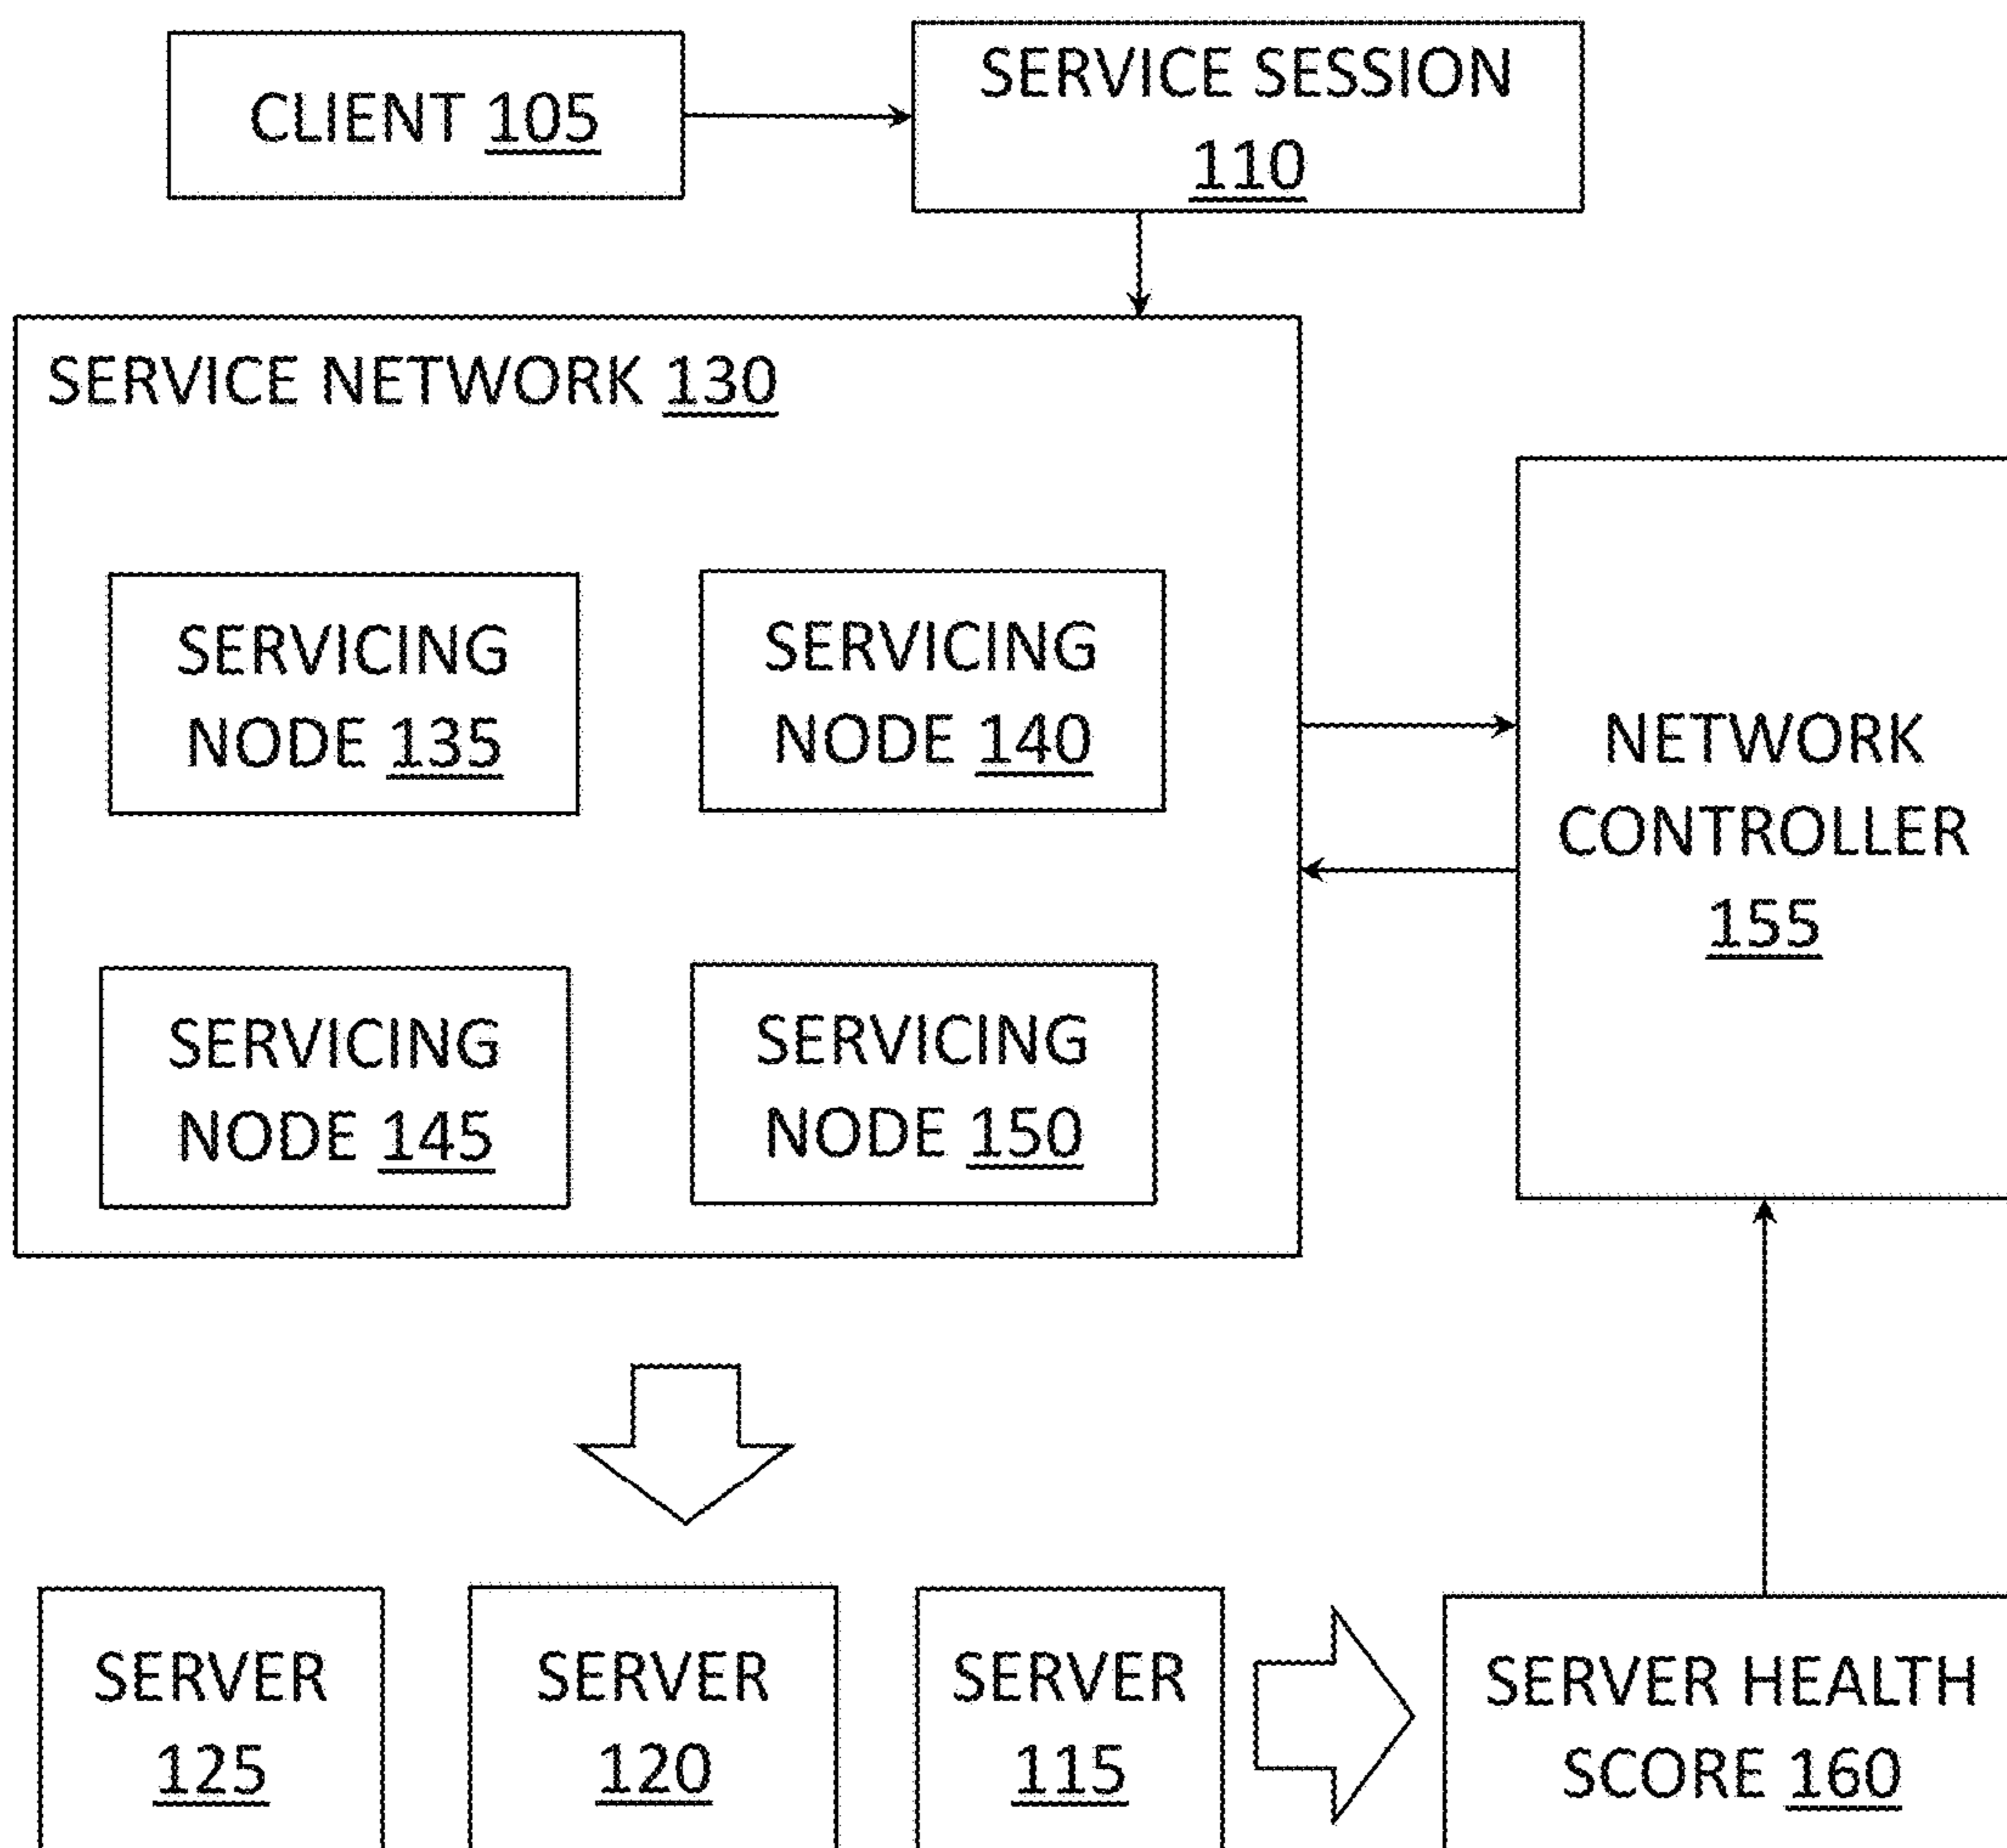 CLIENT 105
SERVICE SESSION
110
SERVICE NETWORK 130
SERVICING
NODE 135
SERVICING
NODE 140
SERVICING
NODE 145
SERVICING
NODE 150
NETWORK
CONTROLLER
155
SERVER
125
SERVER
120
SERVER
115
SERVER HEALTH
SCORE 160